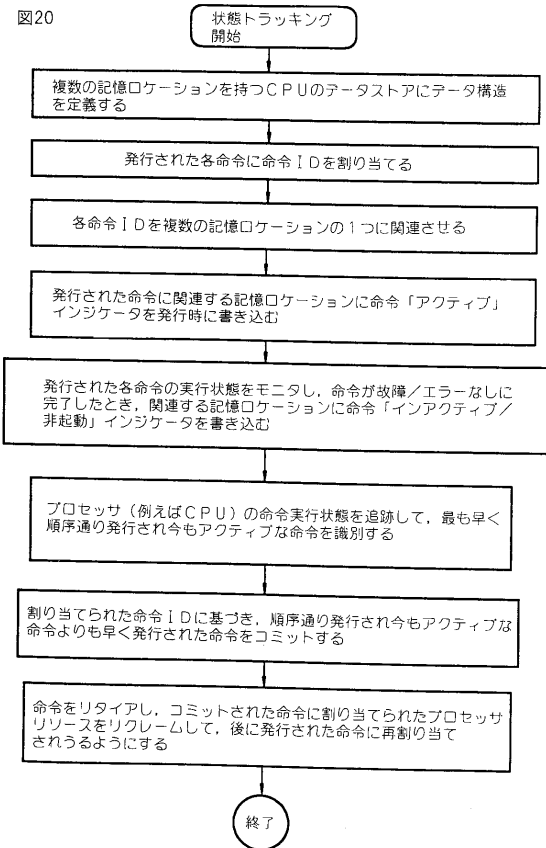 図20
状態トラッキング
開始
複数の記憶ロケーションを持つCPUのデータストアにデータ構造
を定義する
発行された各命令に命令IDを割り当てる
各命令IDを複数の記憶ロケーションの1つに関連させる
発行された命令に関連する記憶ロケーションに命令「アクティブ」
インジケータを発行時に書き込む
発行された各命令の実行状態をモニタし，命令が故障/エラーなしに
完了したとき，関連する記憶ロケーションに命令「インアクティブ/
非起動」インジケータを書き込む
プロセッサ（例えばCPU）の命令実行状態を追跡して，最も早く
順序通り発行され今もアクティブな命令を識別する
割り当てられた命令IDに基づき，順序通り発行され今もアクティブな
命令よりも早く発行された命令をコミットする
命令をリタイアし，コミットされた命令に割り当てられたプロセッサ
リソースをリクレームして，後に発行された命令に再割り当て
されうるようにする
終了